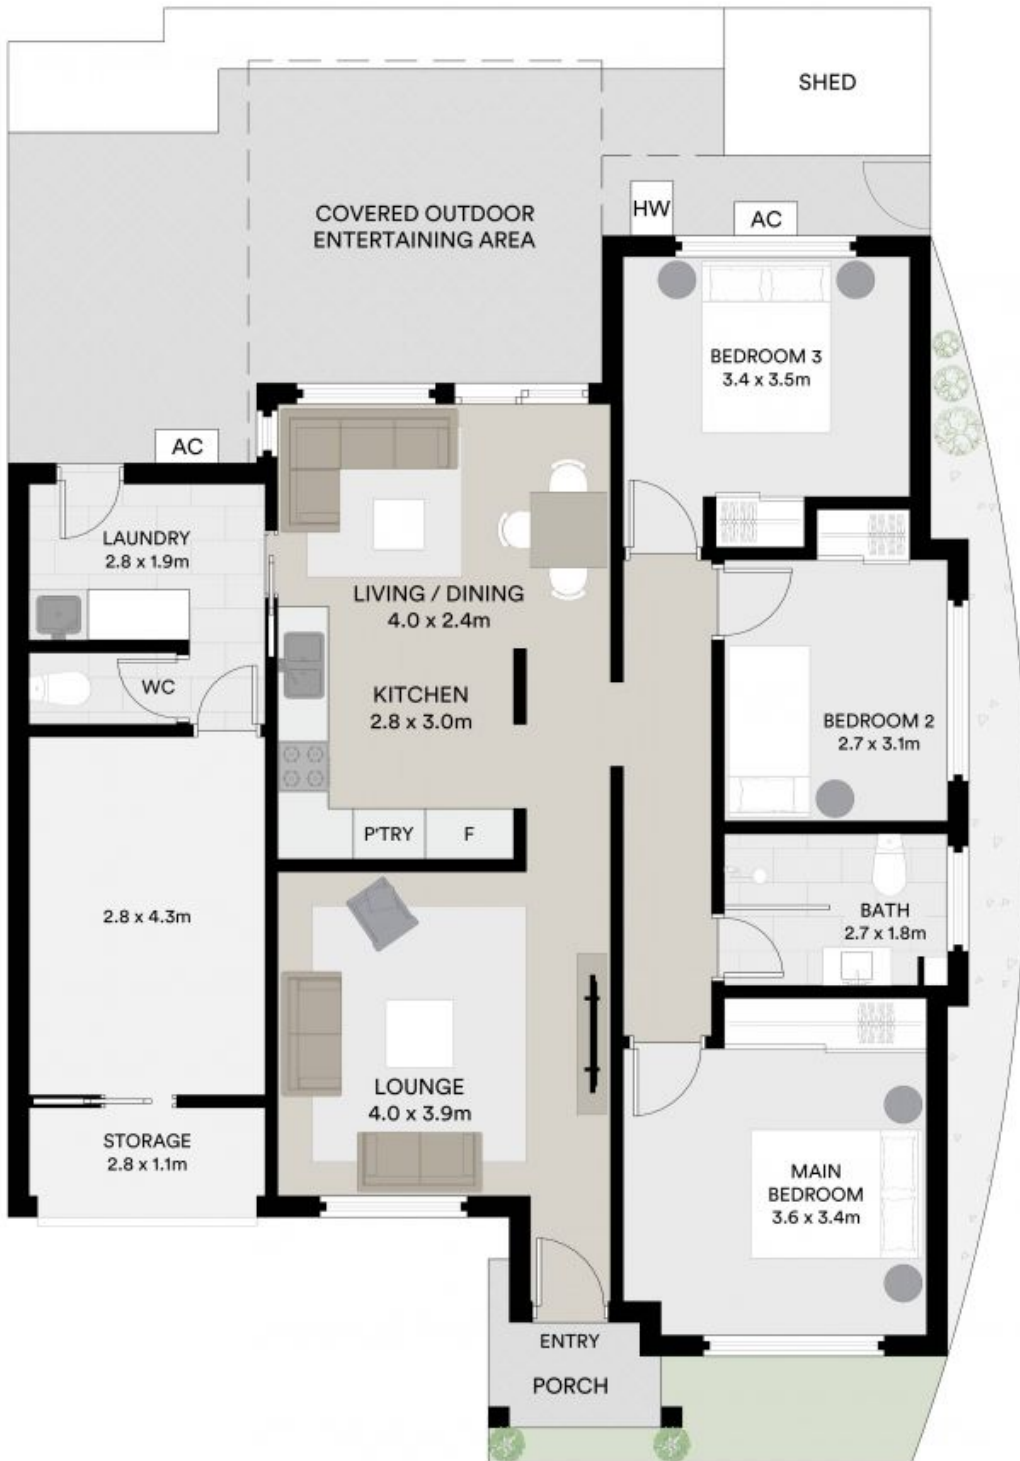 SHED
COVERED OUTDOOR
ENTERTAINING AREA
HW
AC
BEDROOM 3
3.4 x 3.5m
AC
LAUNDRY
2.8 x 1.9m
LIVING / DINING
4.0 x 2.4m
WC
KITCHEN
2.8 x 3.0m
BEDROOM 2
2.7 x 3.1m
P'TRY
F
2.8 x 4.3m
BATH
2.7 x 1.8m
LOUNGE
4.0 x 3.9m
STORAGE
2.8 x 1.1m
MAIN
BEDROOM
3.6 x 3.4m
ENTRY
PORCH